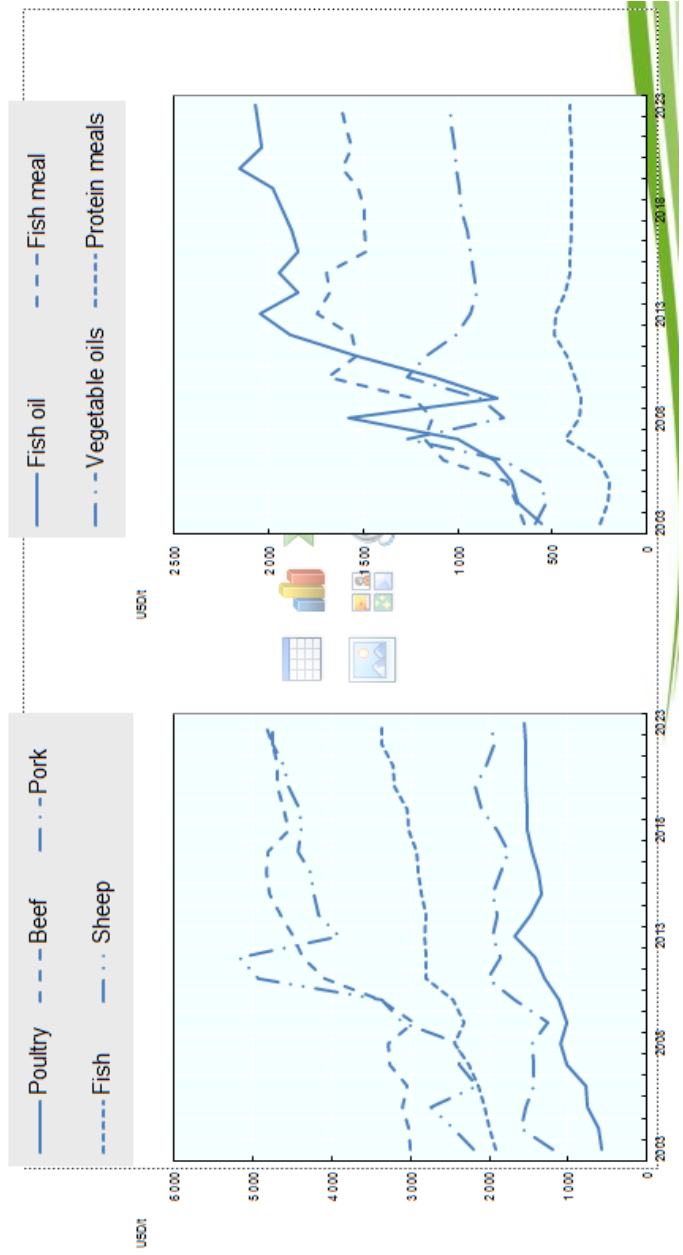 Poultry Beef Pork
Fish Sheep
USD/t
6 000
5 000
4 000
3 000
2 000
1 000
0
2003 2008 2013 2018 2023
Fish oil Fish meal
Vegetable oils Protein meals
USD/t
2 500
2 000
1 500
1 000
500
0
2003 2008 2013 2018 2023